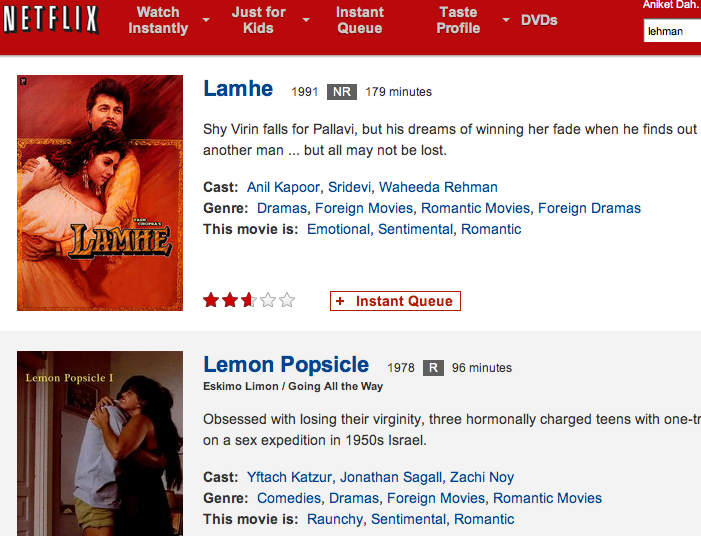 NETFLIX
Watch Instantly
Just for Kids
Instant Queue
Taste Profile
DVDs
Aniket Dah.
lehman
YASH CHOPRA'S
LAMHE
Lamhe 1991 NR 179 minutes
Shy Virin falls for Pallavi, but his dreams of winning her fade when he finds out
another man ... but all may not be lost.
Cast: Anil Kapoor, Sridevi, Waheeda Rehman
Genre: Dramas, Foreign Movies, Romantic Movies, Foreign Dramas
This movie is: Emotional, Sentimental, Romantic
+ Instant Queue
Lemon Popsicle I
Lemon Popsicle 1978 R 96 minutes
Eskimo Limon / Going All the Way
Obsessed with losing their virginity, three hormonally charged teens with one-tr
on a sex expedition in 1950s Israel.
Cast: Yftach Katzur, Jonathan Sagall, Zachi Noy
Genre: Comedies, Dramas, Foreign Movies, Romantic Movies
This movie is: Raunchy, Sentimental, Romantic